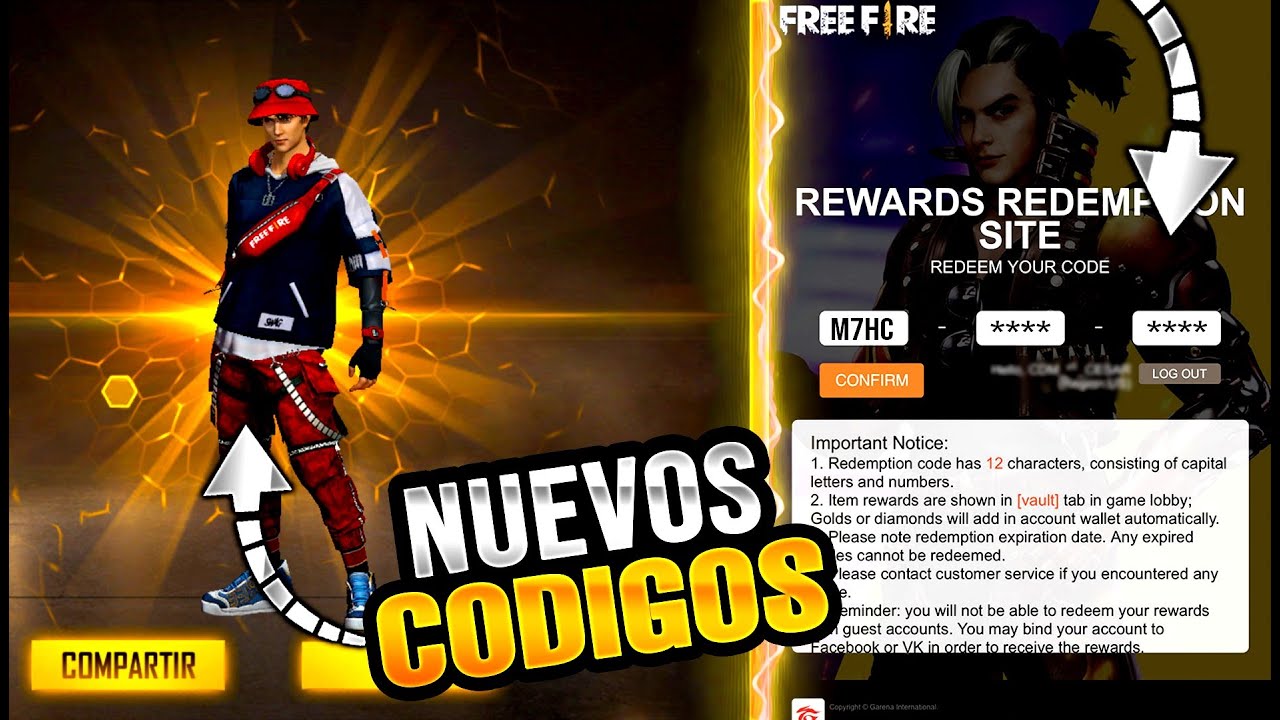 FREE FIRE
SWAG
NUEVOS
CODIGOS
COMPARTIR
FREE FIRE
REWARDS REDEMP ON
SITE
REDEEM YOUR CODE
M7HC - **** - ****
CONFIRM
LOG OUT
Important Notice:
1. Redemption code has 12 characters, consisting of capital
letters and numbers.
2. Item rewards are shown in [vault] tab in game lobby;
Golds or diamonds will add in account wallet automatically.
Please note redemption expiration date. Any expired
es cannot be redeemed.
lease contact customer service if you encountered any
e.
eminder: you will not be able to redeem your rewards
guest accounts. You may bind your account to
Facebook or VK in order to receive the rewards.
Copyright © Garena International